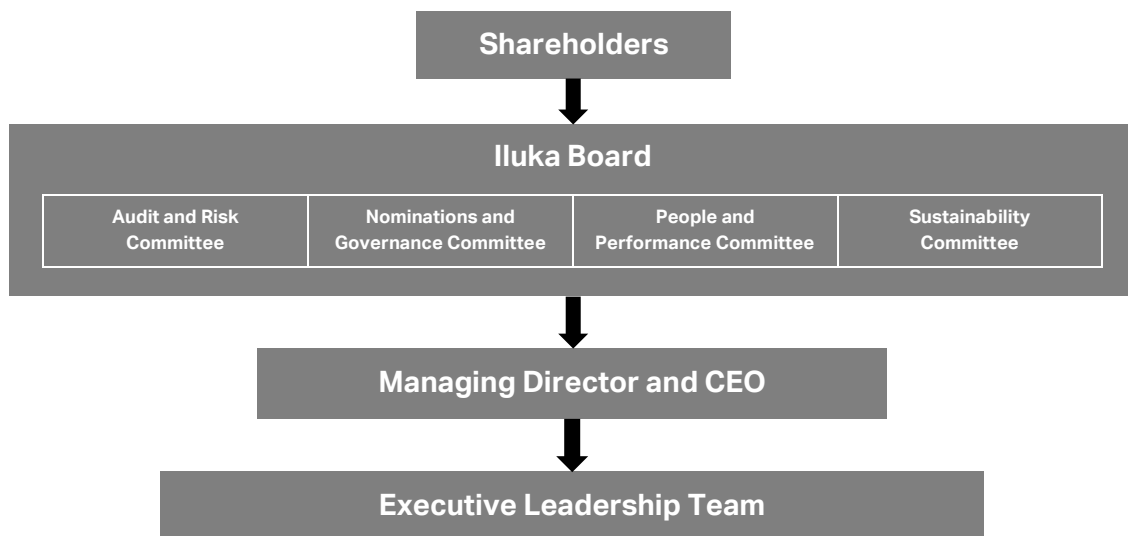 Shareholders
Iluka Board
Audit and Risk
Committee
Nominations and
Governance Committee
People and
Performance Committee
Sustainability
Committee
Managing Director and CEO
Executive Leadership Team